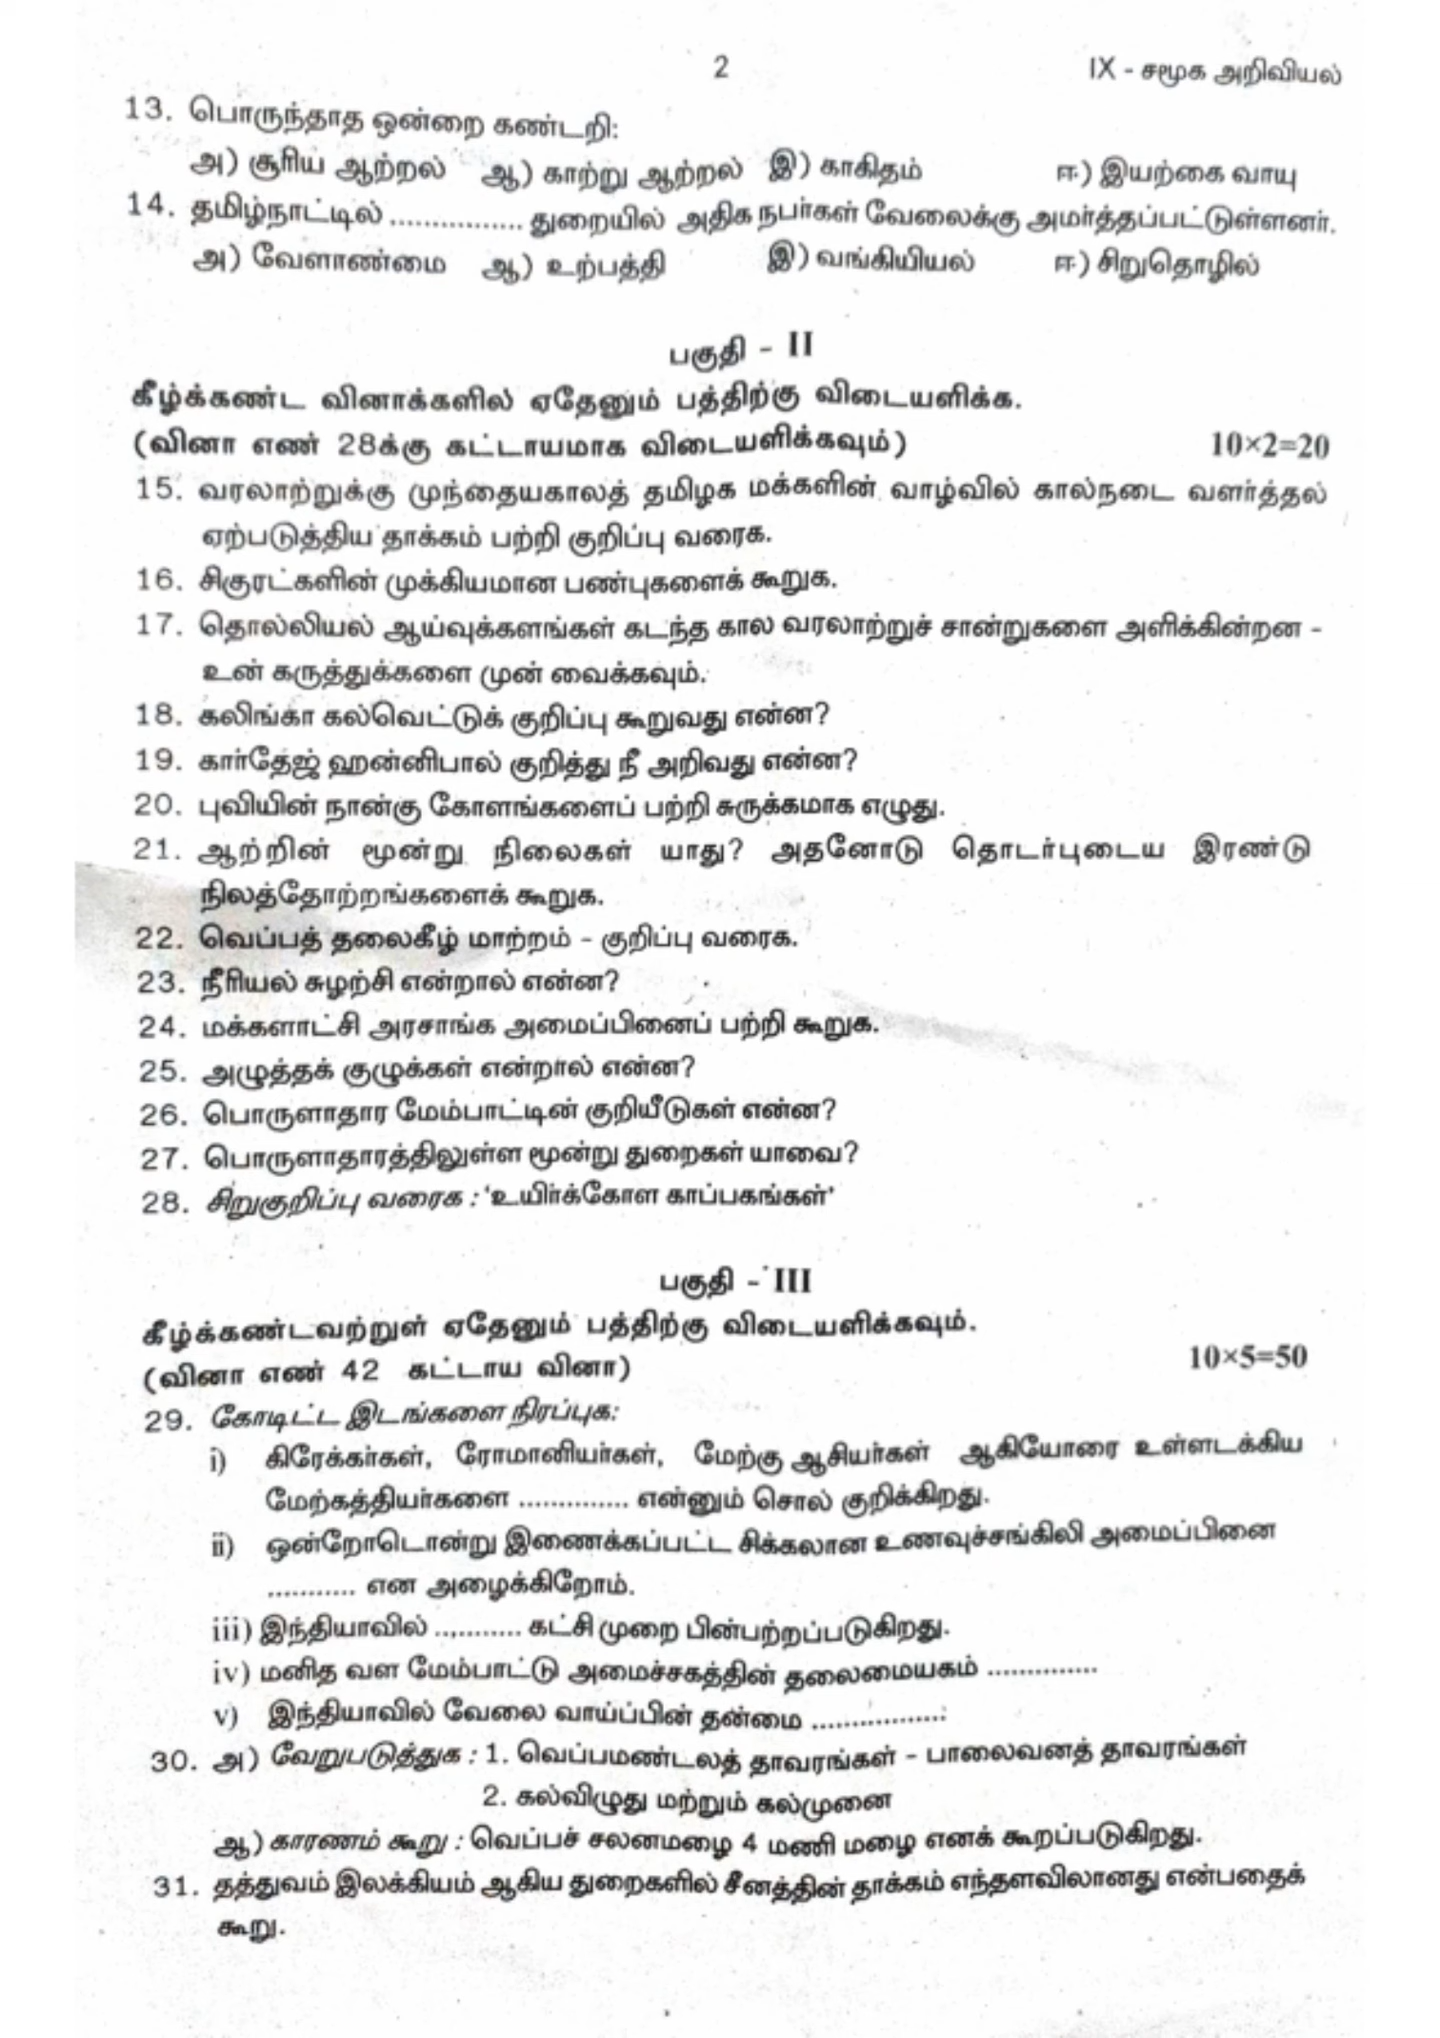 2
IX - சமூக அறிவியல்
13. பொருந்தாத ஒன்றை கண்டறி:
அ) சூரிய ஆற்றல் ஆ) காற்று ஆற்றல் இ) காகிதம் ஈ) இயற்கை வாயு
14. தமிழ்நாட்டில் ................ துறையில் அதிக நபர்கள் வேலைக்கு அமர்த்தப்பட்டுள்ளனர்.
அ) வேளாண்மை ஆ) உற்பத்தி இ) வங்கியியல் ஈ) சிறுதொழில்
பகுதி - II
கீழ்க்கண்ட வினாக்களில் ஏதேனும் பத்திற்கு விடையளிக்க.
(வினா எண் 28க்கு கட்டாயமாக விடையளிக்கவும்) 10×2=20
15. வரலாற்றுக்கு முந்தையகாலத் தமிழக மக்களின் வாழ்வில் கால்நடை வளர்த்தல்
ஏற்படுத்திய தாக்கம் பற்றி குறிப்பு வரைக.
16. சிகுரட்களின் முக்கியமான பண்புகளைக் கூறுக.
17. தொல்லியல் ஆய்வுக்களங்கள் கடந்த கால வரலாற்றுச் சான்றுகளை அளிக்கின்றன -
உன் கருத்துக்களை முன் வைக்கவும்.
18. கலிங்கா கல்வெட்டுக் குறிப்பு கூறுவது என்ன?
19. கார்தேஜ் ஹன்னிபால் குறித்து நீ அறிவது என்ன?
20. புவியின் நான்கு கோளங்களைப் பற்றி சுருக்கமாக எழுது.
21. ஆற்றின் மூன்று நிலைகள் யாது? அதனோடு தொடர்புடைய இரண்டு
நிலத்தோற்றங்களைக் கூறுக.
22. வெப்பத் தலைகீழ் மாற்றம் - குறிப்பு வரைக.
23. நீரியல் சுழற்சி என்றால் என்ன?
24. மக்களாட்சி அரசாங்க அமைப்பினைப் பற்றி கூறுக.
25. அழுத்தக் குழுக்கள் என்றால் என்ன?
26. பொருளாதார மேம்பாட்டின் குறியீடுகள் என்ன?
27. பொருளாதாரத்திலுள்ள மூன்று துறைகள் யாவை?
28. சிறுகுறிப்பு வரைக : 'உயிர்க்கோள காப்பகங்கள்'
பகுதி - III
கீழ்க்கண்டவற்றுள் ஏதேனும் பத்திற்கு விடையளிக்கவும்.
(வினா எண் 42 கட்டாய வினா) 10×5=50
29. கோடிட்ட இடங்களை நிரப்புக:
i) கிரேக்கர்கள், ரோமானியர்கள், மேற்கு ஆசியர்கள் ஆகியோரை உள்ளடக்கிய
மேற்கத்தியர்களை .............. என்னும் சொல் குறிக்கிறது.
ii) ஒன்றோடொன்று இணைக்கப்பட்ட சிக்கலான உணவுச்சங்கிலி அமைப்பினை
........... என அழைக்கிறோம்.
iii) இந்தியாவில் ........... கட்சி முறை பின்பற்றப்படுகிறது.
iv) மனித வள மேம்பாட்டு அமைச்சகத்தின் தலைமையகம் ..............
v) இந்தியாவில் வேலை வாய்ப்பின் தன்மை .................
30. அ) வேறுபடுத்துக : 1. வெப்பமண்டலத் தாவரங்கள் - பாலைவனத் தாவரங்கள்
2. கல்விழுது மற்றும் கல்முனை
ஆ) காரணம் கூறு : வெப்பச் சலனமழை 4 மணி மழை எனக் கூறப்படுகிறது.
31. தத்துவம் இலக்கியம் ஆகிய துறைகளில் சீனத்தின் தாக்கம் எந்தளவிலானது என்பதைக்
கூறு.